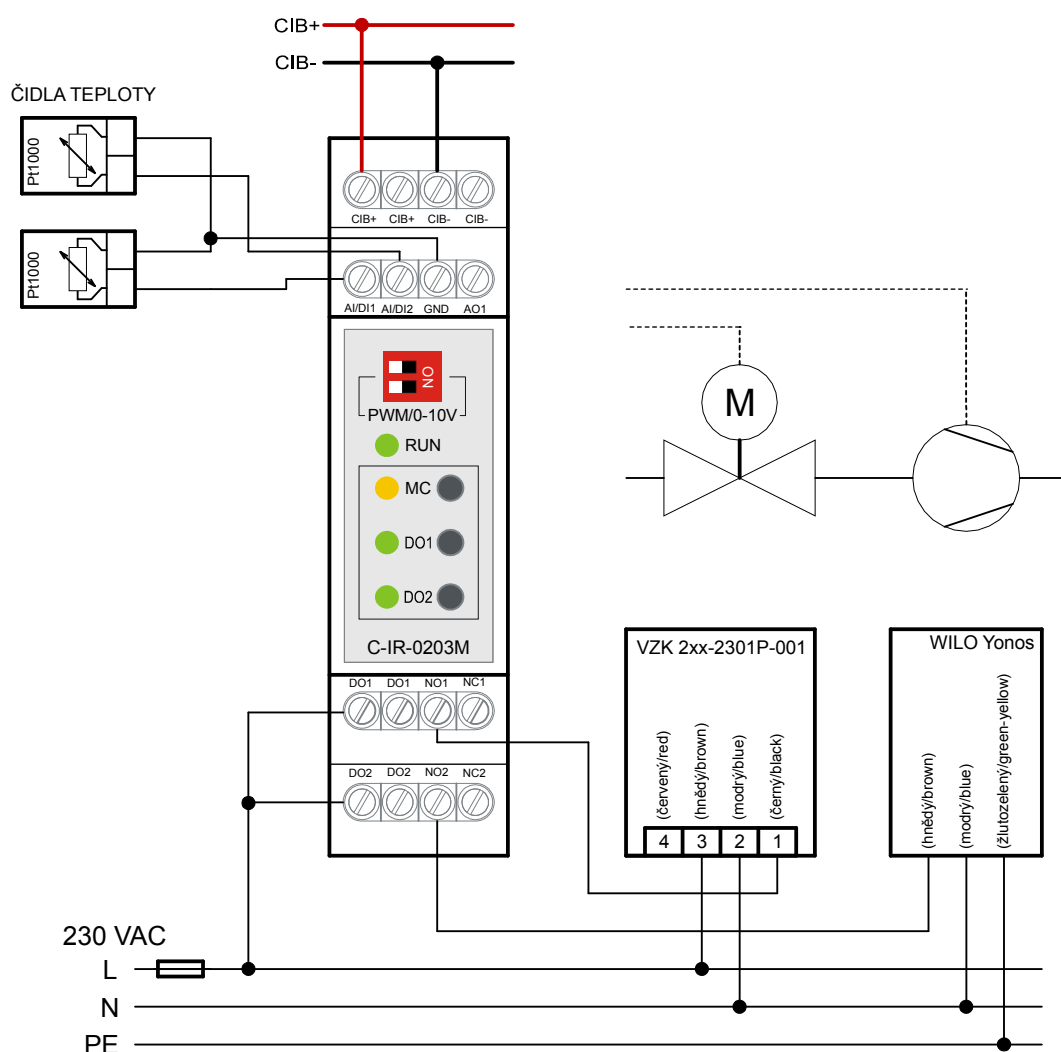 CIB+
CIB-
ČIDLA TEPLOTY
Pt1000
Pt1000
CIB+ CIB+ CIB- CIB-
AI/DI1 AI/DI2 GND AO1
NO
PWM/0-10V
RUN
MC
DO1
DO2
C-IR-0203M
M
DO1 DO1 NO1 NC1
DO2 DO2 NO2 NC2
VZK 2xx-2301P-001
(červený/red)
(hnědý/brown)
(modrý/blue)
(černý/black)
4 3 2 1
WILO Yonos
(hnědý/brown)
(modrý/blue)
(žlutozelený/green-yellow)
230 VAC
L
N
PE